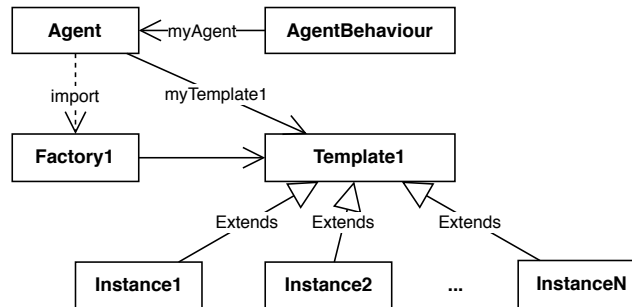 Agent
myAgent
AgentBehaviour
import
myTemplate1
Factory1
Template1
Extends
Extends
Extends
Instance1
Instance2
...
InstanceN